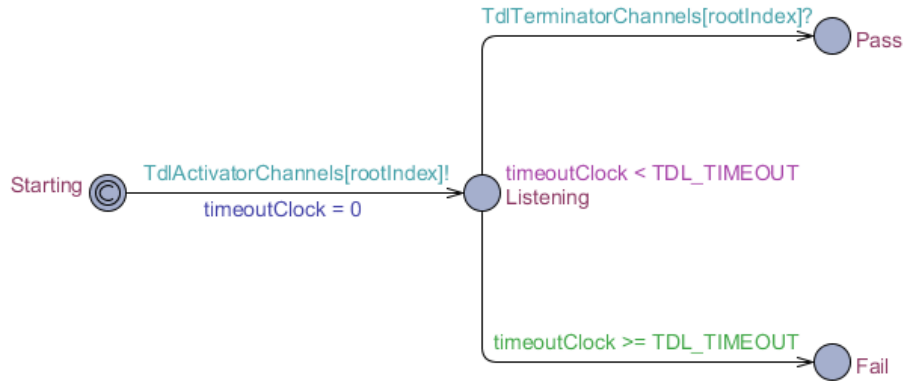 TdlTerminatorChannels[rootIndex]?
Pass
TdlActivatorChannels[rootIndex]!
timeoutClock < TDL_TIMEOUT
Starting
Listening
timeoutClock = 0
timeoutClock >= TDL_TIMEOUT
Fail